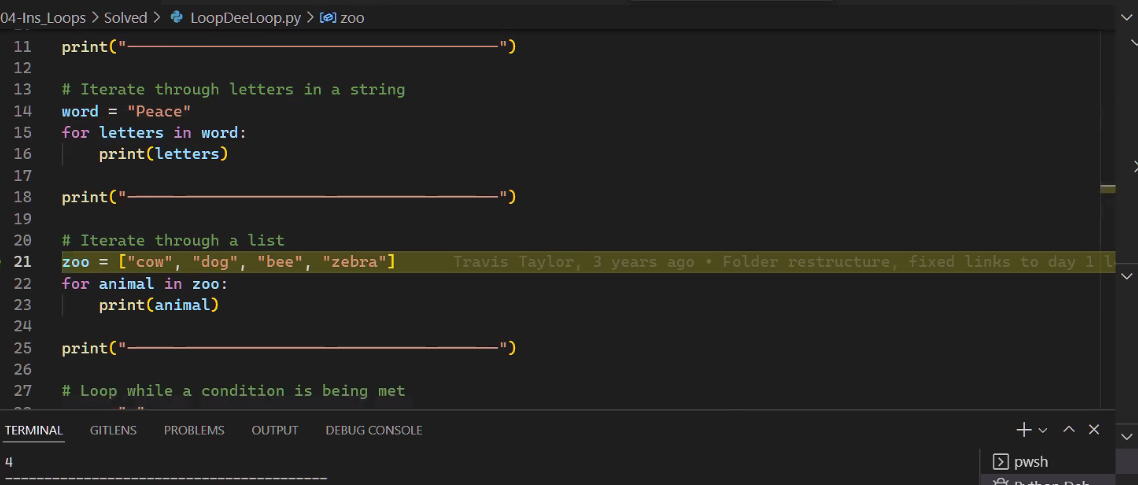 04-Ins_Loops > Solved > LoopDeeLoop.py > zoo
11 print("-----------------------------------------")
12
13 # Iterate through letters in a string
14 word = "Peace"
15 for letters in word:
16 print(letters)
17
18 print("-----------------------------------------")
19
20 # Iterate through a list
21 zoo = ["cow", "dog", "bee", "zebra"] Travis Taylor, 3 years ago • Folder restructure, fixed links to day 1 l
22 for animal in zoo:
23 print(animal)
24
25 print("-----------------------------------------")
26
27 # Loop while a condition is being met
TERMINAL GITLENS PROBLEMS OUTPUT DEBUG CONSOLE
4
-----------------------------------------
pwsh
Python Deb